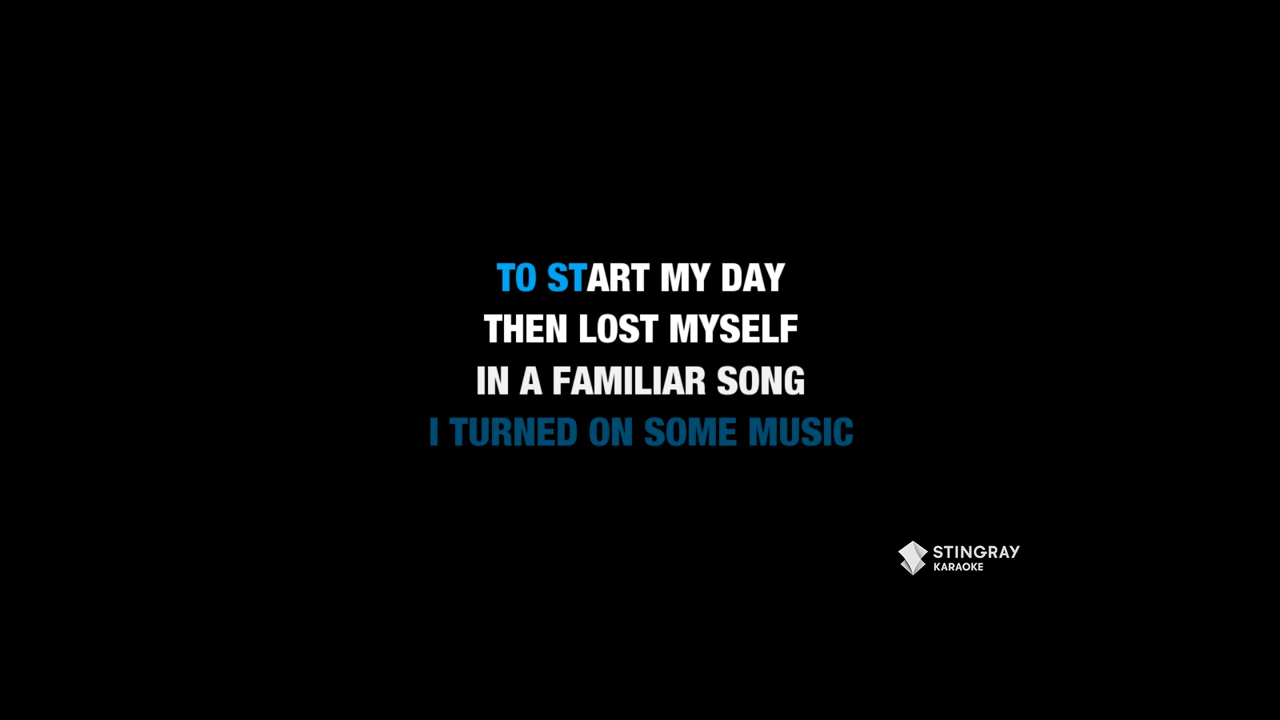 TO START MY DAY
THEN LOST MYSELF
IN A FAMILIAR SONG
I TURNED ON SOME MUSIC
STINGRAY
KARAOKE